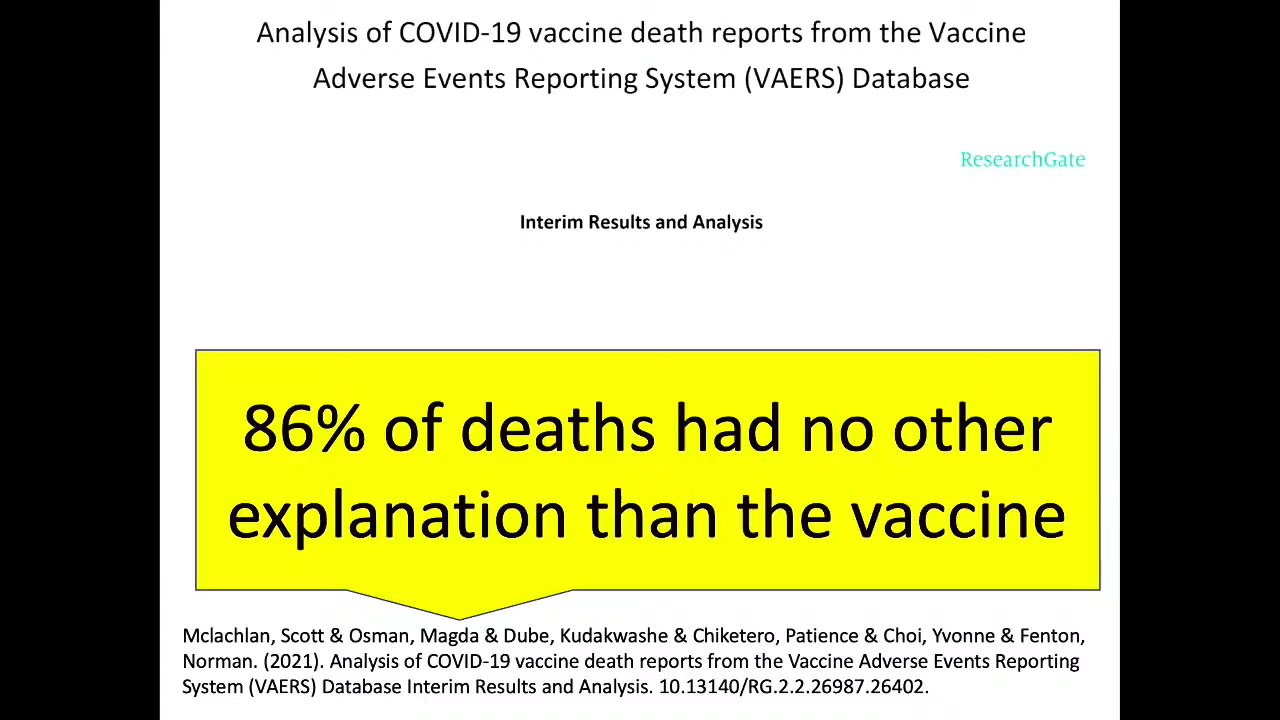 Analysis of COVID-19 vaccine death reports from the Vaccine
Adverse Events Reporting System (VAERS) Database
ResearchGate
Interim Results and Analysis
86% of deaths had no other
explanation than the vaccine
Mclachlan, Scott & Osman, Magda & Dube, Kudakwashe & Chiketero, Patience & Choi, Yvonne & Fenton,
Norman. (2021). Analysis of COVID-19 vaccine death reports from the Vaccine Adverse Events Reporting
System (VAERS) Database Interim Results and Analysis. 10.13140/RG.2.2.26987.26402.